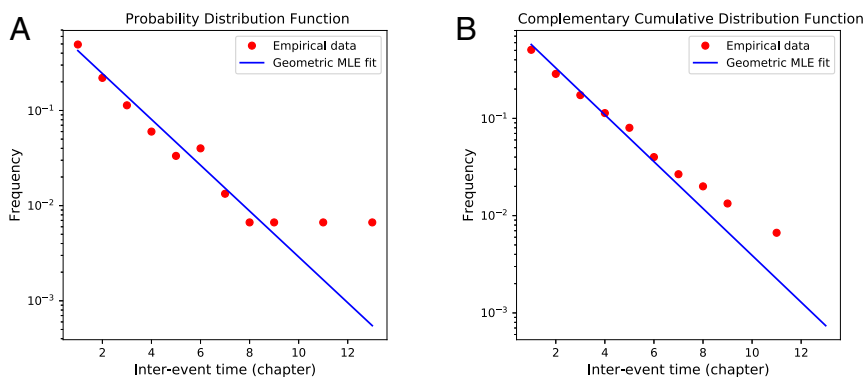 A
Probability Distribution Function
Empirical data
Geometric MLE fit
10⁻¹
10⁻²
10⁻³
Frequency
2 4 6 8 10 12
Inter-event time (chapter)
B
Complementary Cumulative Distribution Function
Empirical data
Geometric MLE fit
10⁻¹
10⁻²
10⁻³
Frequency
2 4 6 8 10 12
Inter-event time (chapter)